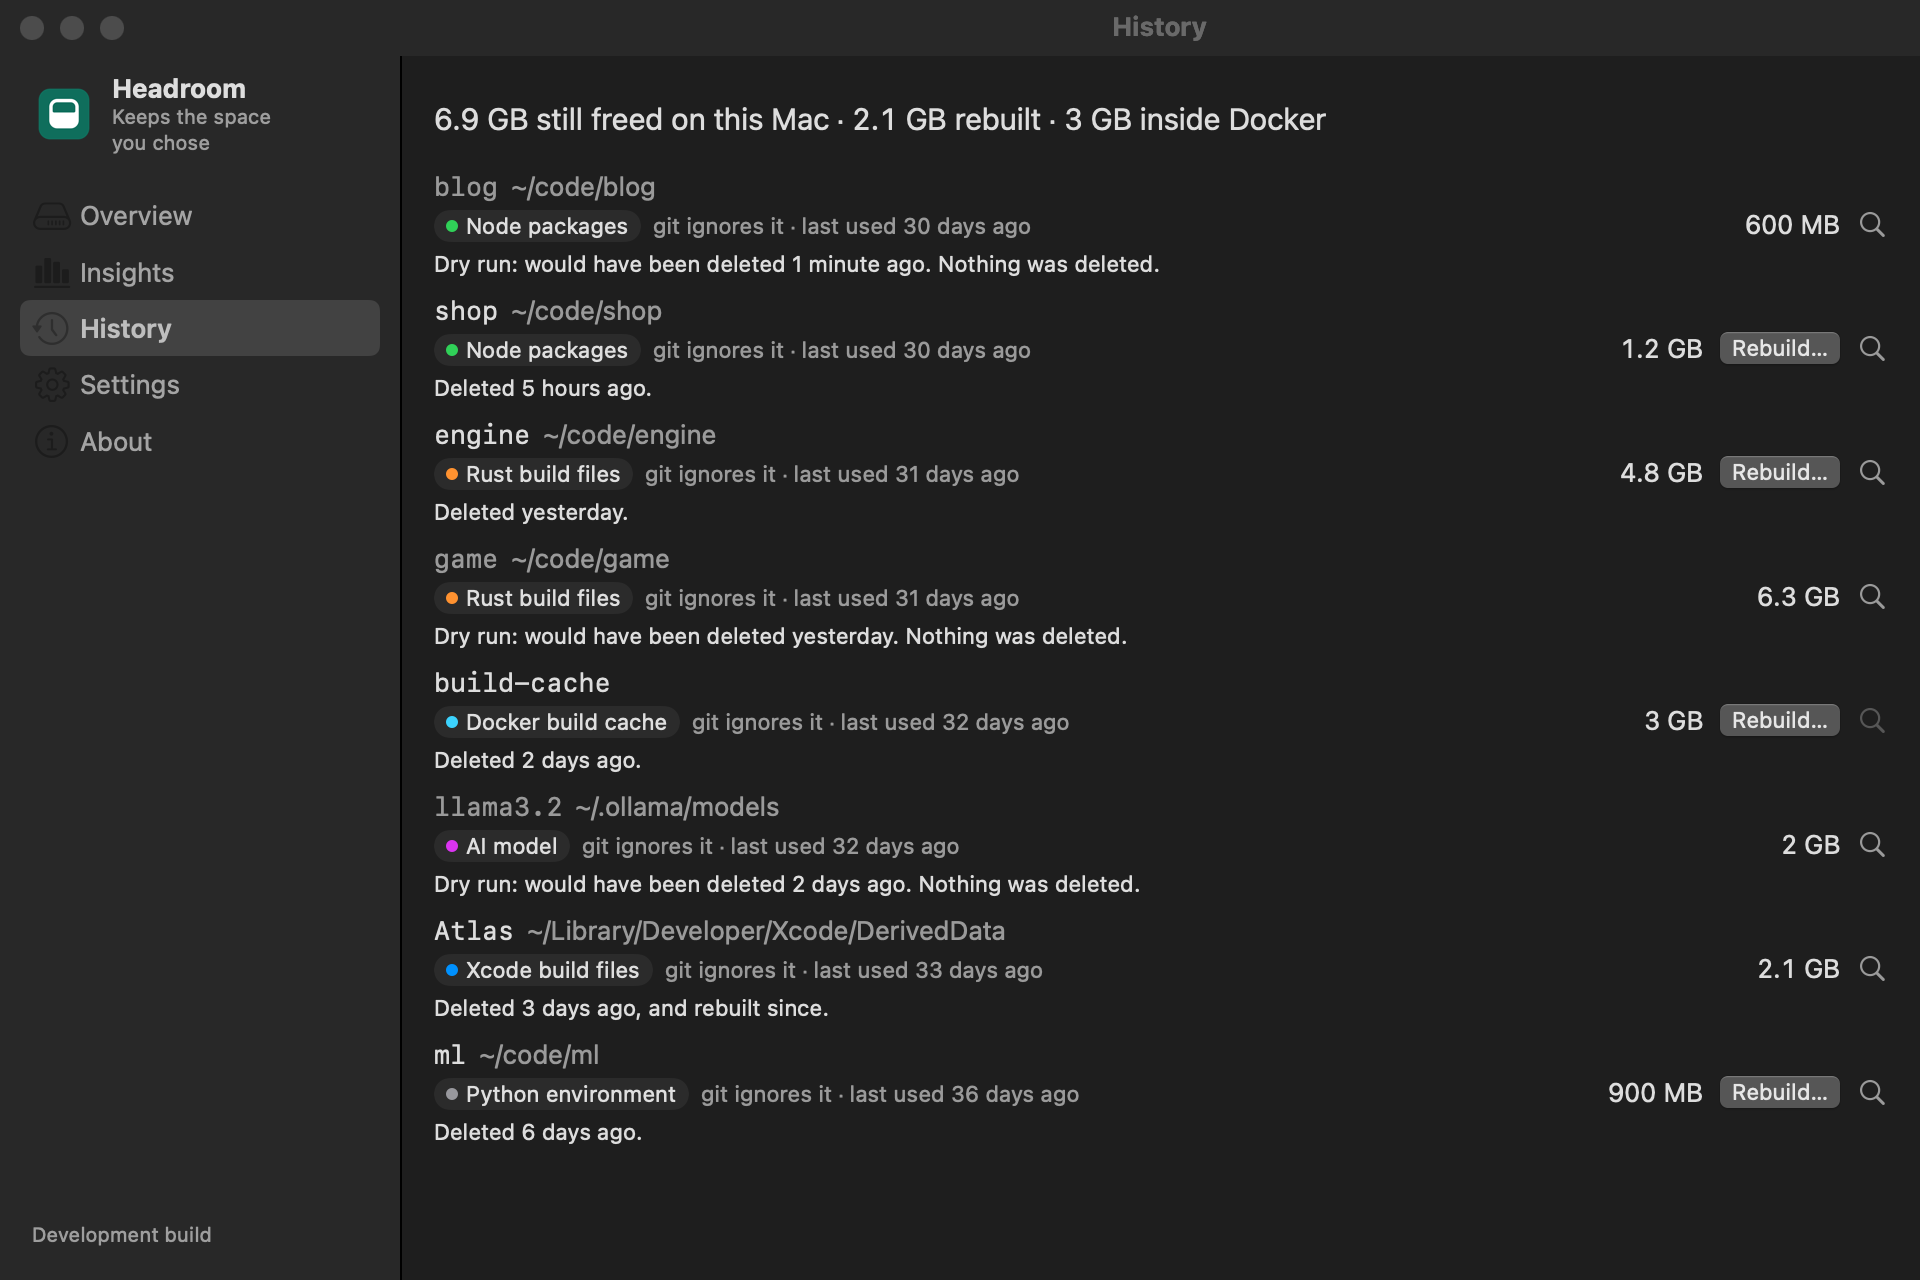 History
Headroom
Keeps the space
you chose
Overview
Insights
History
Settings
About
Development build
6.9 GB still freed on this Mac · 2.1 GB rebuilt · 3 GB inside Docker
blog ~/code/blog
Node packages git ignores it · last used 30 days ago 600 MB
Dry run: would have been deleted 1 minute ago. Nothing was deleted.
shop ~/code/shop
Node packages git ignores it · last used 30 days ago 1.2 GB Rebuild...
Deleted 5 hours ago.
engine ~/code/engine
Rust build files git ignores it · last used 31 days ago 4.8 GB Rebuild...
Deleted yesterday.
game ~/code/game
Rust build files git ignores it · last used 31 days ago 6.3 GB
Dry run: would have been deleted yesterday. Nothing was deleted.
build-cache
Docker build cache git ignores it · last used 32 days ago 3 GB Rebuild...
Deleted 2 days ago.
llama3.2 ~/.ollama/models
AI model git ignores it · last used 32 days ago 2 GB
Dry run: would have been deleted 2 days ago. Nothing was deleted.
Atlas ~/Library/Developer/Xcode/DerivedData
Xcode build files git ignores it · last used 33 days ago 2.1 GB
Deleted 3 days ago, and rebuilt since.
ml ~/code/ml
Python environment git ignores it · last used 36 days ago 900 MB Rebuild...
Deleted 6 days ago.